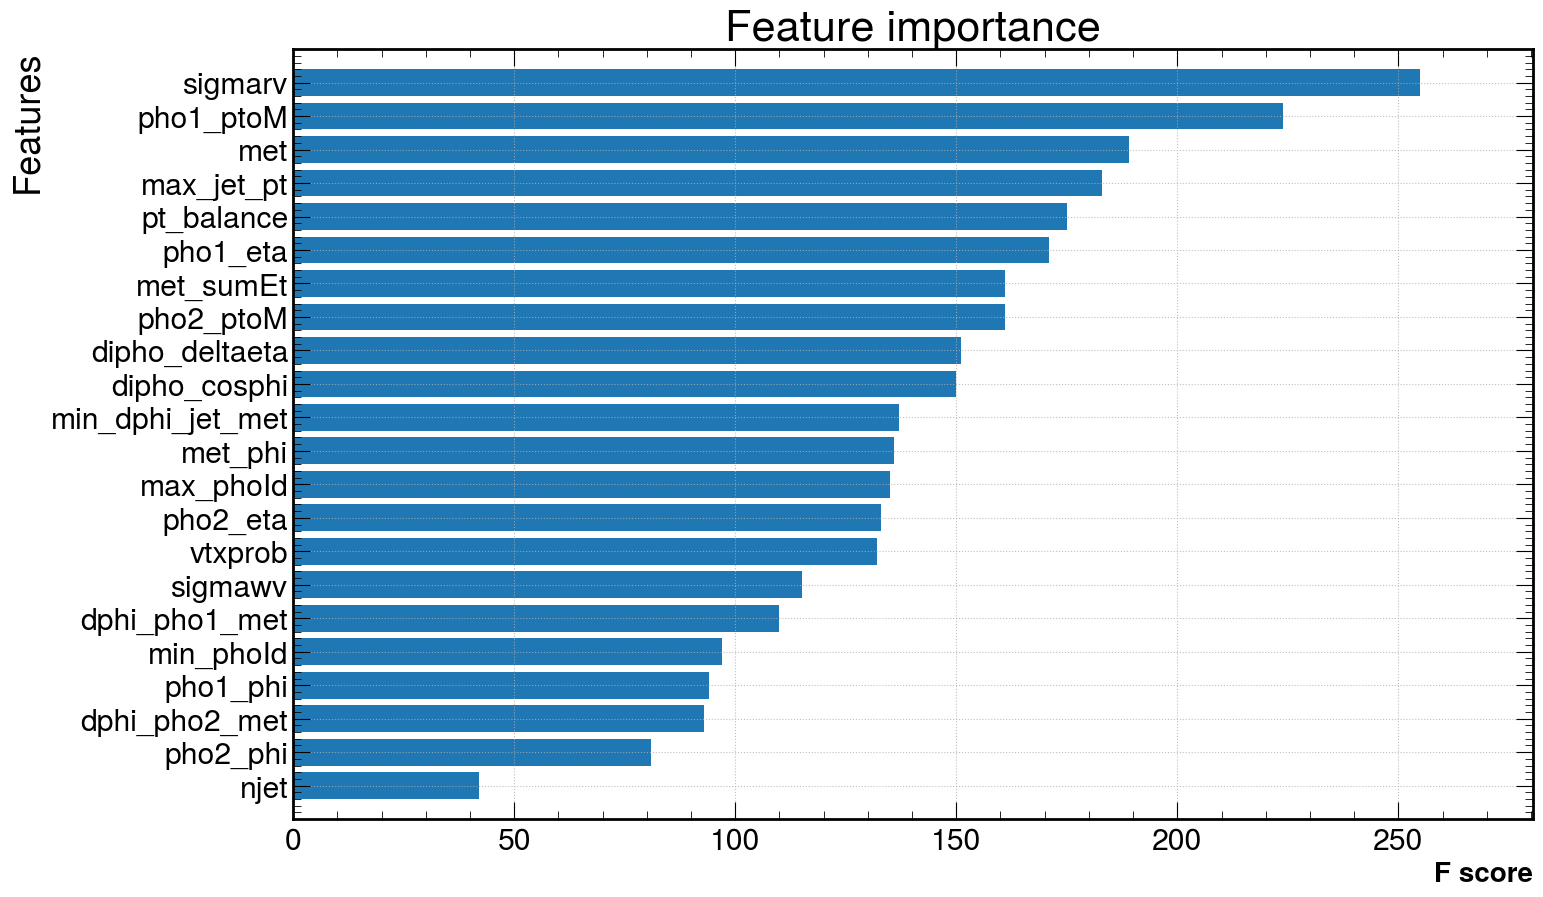 Feature importance
Features
sigmarv
pho1_ptoM
met
max_jet_pt
pt_balance
pho1_eta
met_sumEt
pho2_ptoM
dipho_deltaeta
dipho_cosphi
min_dphi_jet_met
met_phi
max_phoId
pho2_eta
vtxprob
sigmawv
dphi_pho1_met
min_phoId
pho1_phi
dphi_pho2_met
pho2_phi
njet
0 50 100 150 200 250
F score